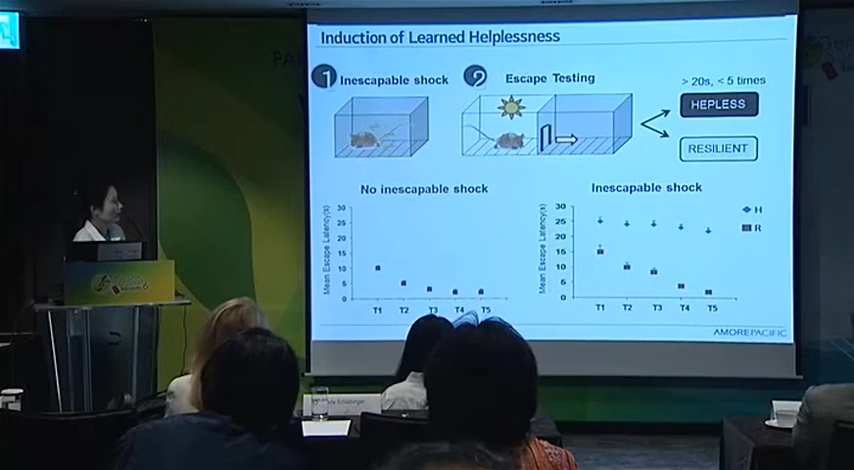 Induction of Learned Helplessness
1 Inescapable shock
2 Escape Testing
> 20s, < 5 times
HEPLESS
RESILIENT
No inescapable shock
Mean Escape Latency(s)
30
25
20
15
10
5
0
T1 T2 T3 T4 T5
Inescapable shock
Mean Escape Latency(s)
30
25
20
15
10
5
0
T1 T2 T3 T4 T5
H
R
AMOREPACIFIC